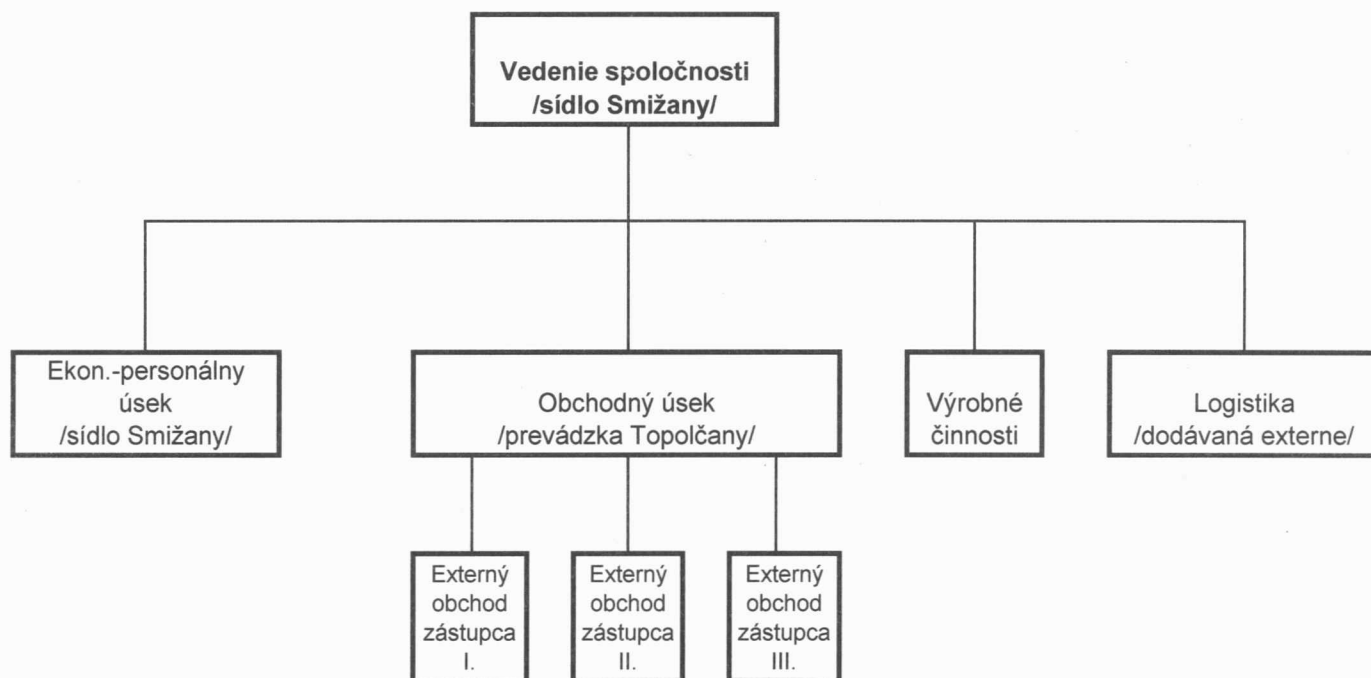 Vedenie spoločnosti
/sídlo Smižany/
Ekon.-personálny
úsek
/sídlo Smižany/
Obchodný úsek
/prevádzka Topolčany/
Výrobné
činnosti
Logistika
/dodávaná externe/
Externý
obchod
zástupca
I.
Externý
obchod
zástupca
II.
Externý
obchod
zástupca
III.